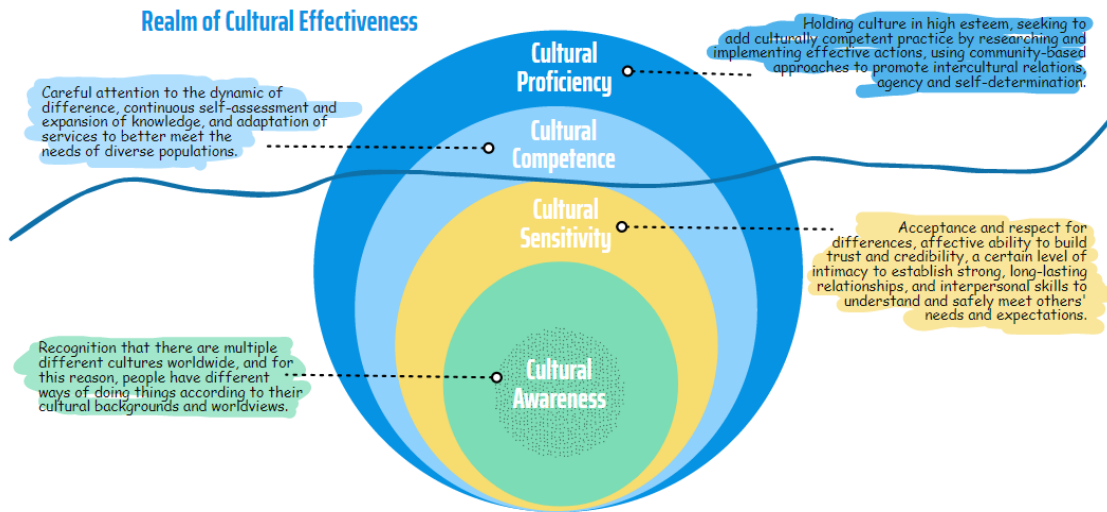 Realm of Cultural Effectiveness
Cultural
Proficiency
Holding culture in high esteem, seeking to
add culturally competent practice by researching and
implementing effective actions, using community-based
approaches to promote intercultural relations,
agency and self-determination.
Careful attention to the dynamic of
difference, continuous self-assessment and
expansion of knowledge, and adaptation of
services to better meet the
needs of diverse populations.
Cultural
Competence
Cultural
Sensitivity
Acceptance and respect for
differences, affective ability to build
trust and credibility, a certain level of
intimacy to establish strong, long-lasting
relationships, and interpersonal skills to
understand and safely meet others'
needs and expectations.
Recognition that there are multiple
different cultures worldwide, and for
this reason, people have different
ways of doing things according to their
cultural backgrounds and worldviews.
Cultural
Awareness